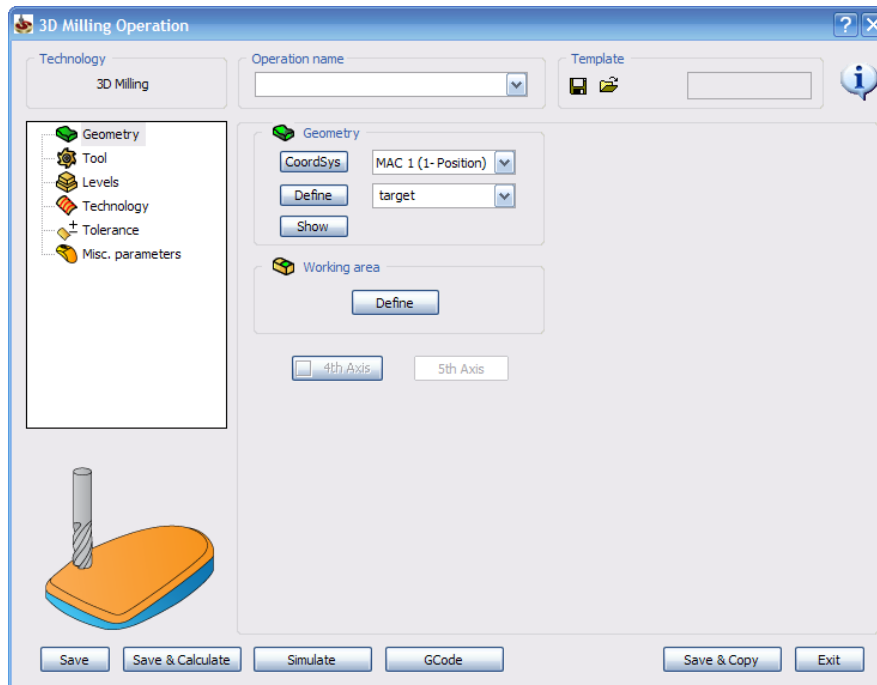 3D Milling Operation
Technology
3D Milling
Operation name
Template
Geometry
Tool
Levels
Technology
Tolerance
Misc. parameters
Geometry
CoordSys
MAC 1 (1- Position)
Define
target
Show
Working area
Define
4th Axis
5th Axis
Save
Save & Calculate
Simulate
GCode
Save & Copy
Exit